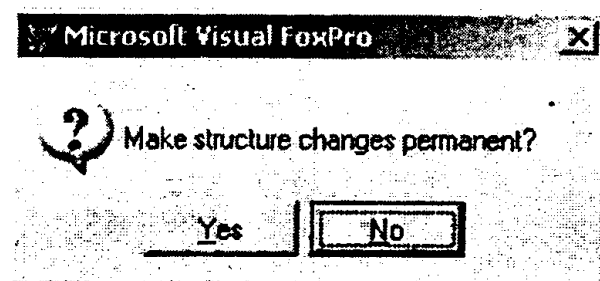 Microsoft Visual FoxPro
Make structure changes permanent?
Yes No